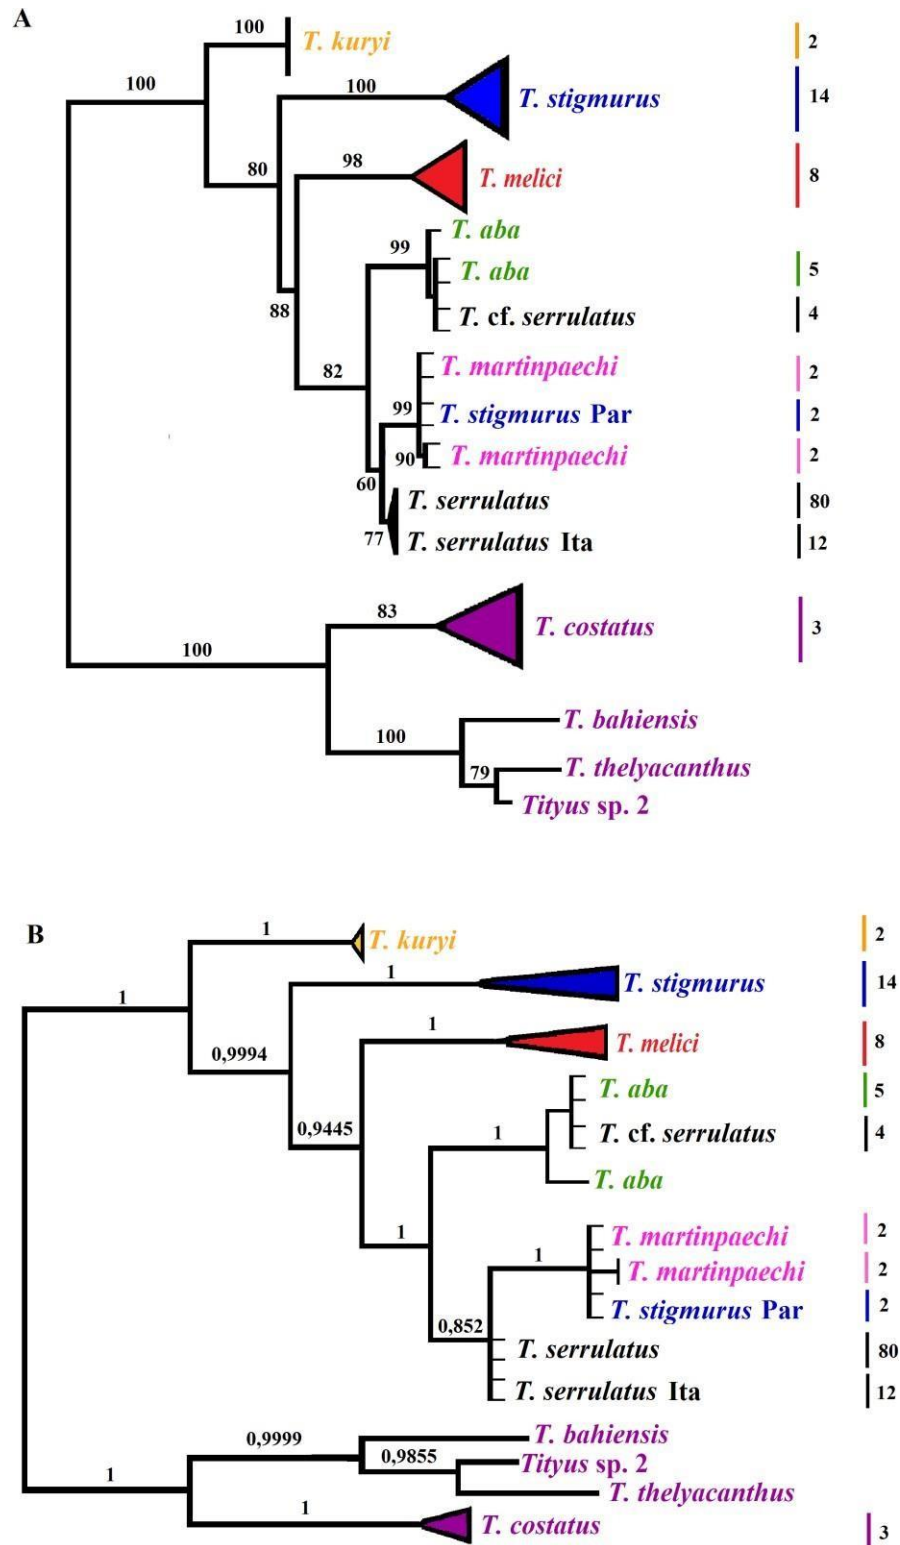 A
100 T. kuryi 2
100
100 T. stigmurus 14
80
98 T. melici 8
T. aba
99 T. aba 5
T. cf. serrulatus 4
88
82
T. martinpaechi 2
99 T. stigmurus Par 2
90 T. martinpaechi 2
60
T. serrulatus 80
77 T. serrulatus Ita 12
83 T. costatus 3
100
T. bahiensis
100
79 T. thelyacanthus
Tityus sp. 2
B
1 T. kuryi 2
1
1 T. stigmurus 14
0,9994
1 T. melici 8
T. aba 5
0,9445
1 T. cf. serrulatus 4
T. aba
1
T. martinpaechi 2
1 T. martinpaechi 2
T. stigmurus Par 2
0,852
T. serrulatus 80
T. serrulatus Ita 12
T. bahiensis
0,9999
0,9855 Tityus sp. 2
1
T. thelyacanthus
1 T. costatus 3